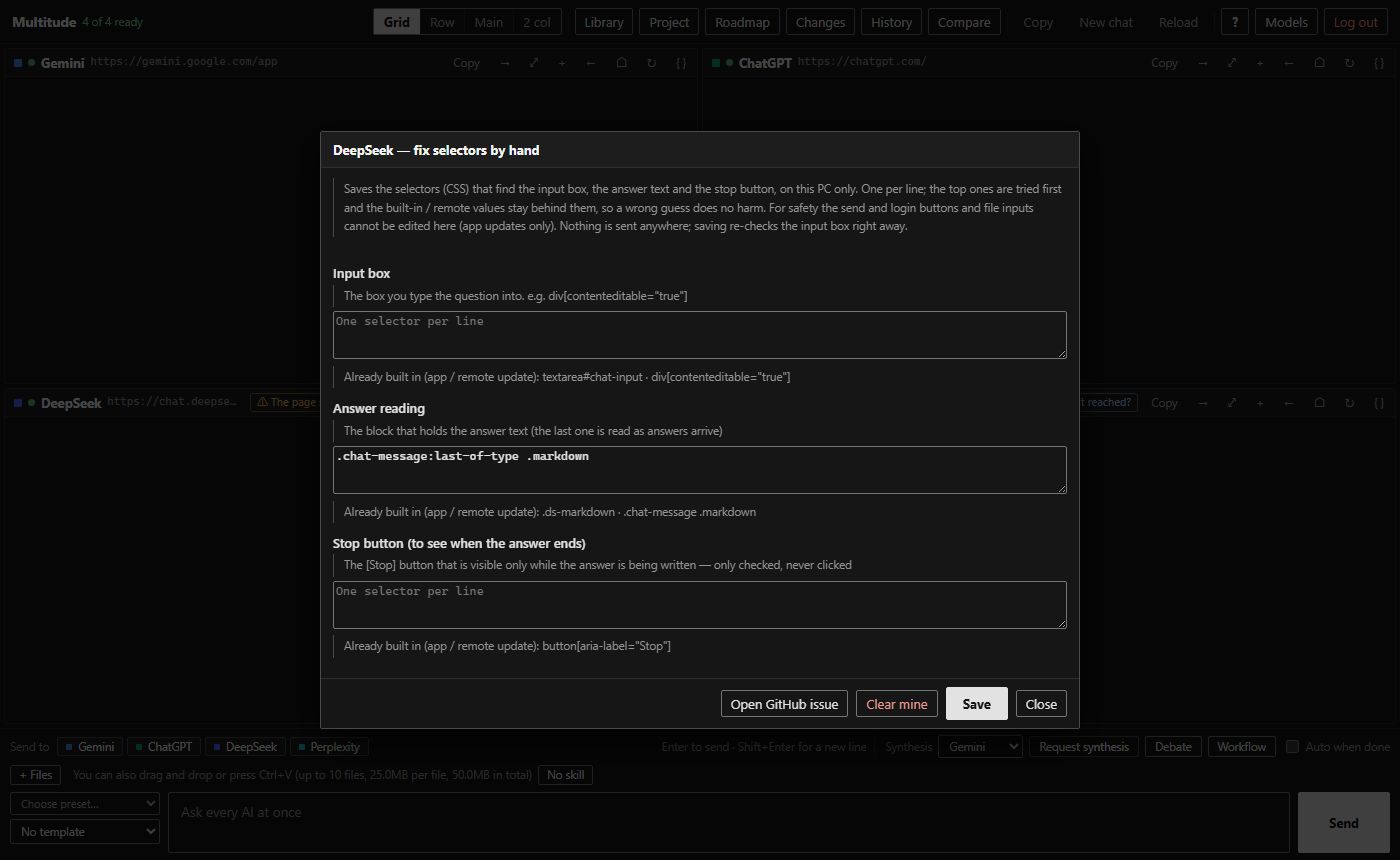 Multitude 4 of 4 ready Grid Row Main 2 col Library Project Roadmap Changes History Compare Copy New chat Reload ? Models Log out
Gemini https://gemini.google.com/app Copy → ⤢ + ← ↻ { }
ChatGPT https://chatgpt.com/ Copy → ⤢ + ← ↻ { }
DeepSeek — fix selectors by hand
Saves the selectors (CSS) that find the input box, the answer text and the stop button, on this PC only. One per line; the top ones are tried first
and the built-in / remote values stay behind them, so a wrong guess does no harm. For safety the send and login buttons and file inputs
cannot be edited here (app updates only). Nothing is sent anywhere; saving re-checks the input box right away.
Input box
The box you type the question into. e.g. div[contenteditable="true"]
One selector per line
Already built in (app / remote update): textarea#chat-input · div[contenteditable="true"]
DeepSeek https://chat.deepse… ⚠ The page
reached? Copy → ⤢ + ← ↻ { }
Answer reading
The block that holds the answer text (the last one is read as answers arrive)
.chat-message:last-of-type .markdown
Already built in (app / remote update): .ds-markdown · .chat-message .markdown
Stop button (to see when the answer ends)
The [Stop] button that is visible only while the answer is being written — only checked, never clicked
One selector per line
Already built in (app / remote update): button[aria-label="Stop"]
Open GitHub issue Clear mine Save Close
Send to Gemini ChatGPT DeepSeek Perplexity Enter to send · Shift+Enter for a new line Synthesis Gemini Request synthesis Debate Workflow Auto when done
+ Files You can also drag and drop or press Ctrl+V (up to 10 files, 25.0MB per file, 50.0MB in total) No skill
Choose preset...
No template
Ask every AI at once
Send